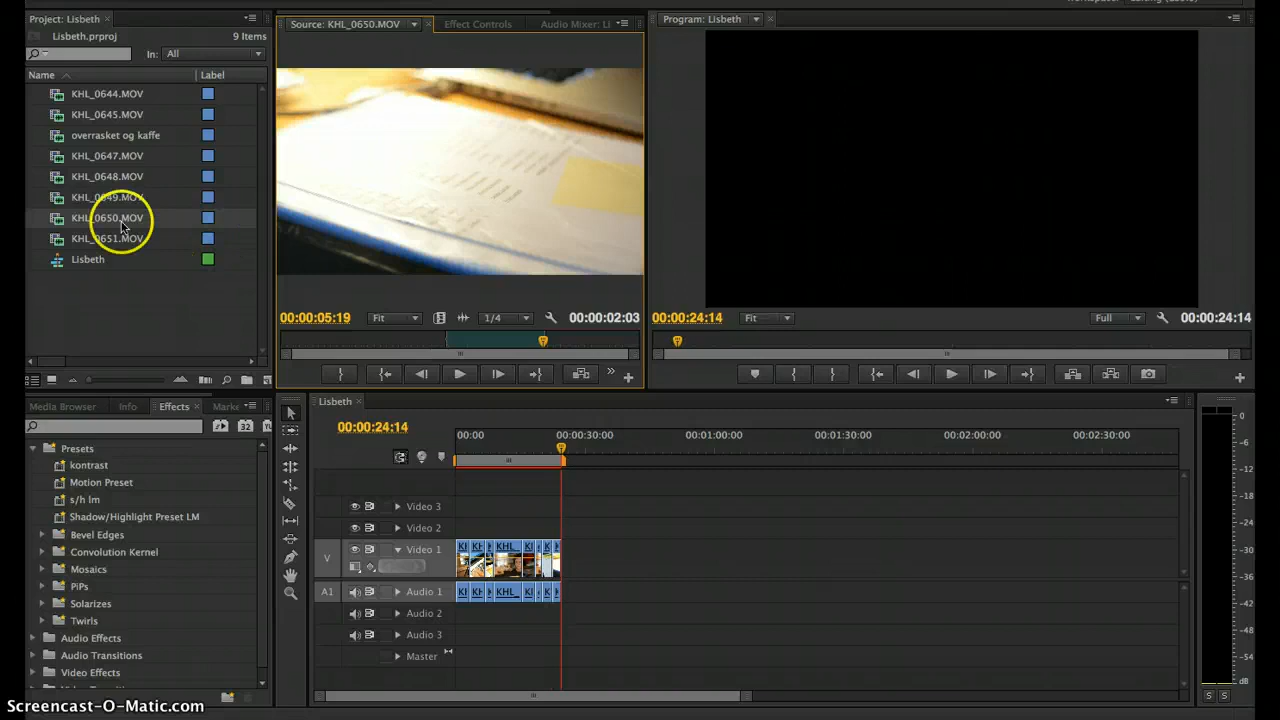 Project: Lisbeth
Lisbeth.prproj
9 Items
In: All
Name
Label
KHL_0644.MOV
KHL_0645.MOV
overrasket og kaffe
KHL_0647.MOV
KHL_0648.MOV
KHL_0649.MOV
KHL_0650.MOV
KHL_0651.MOV
Lisbeth
Source: KHL_0650.MOV
Effect Controls
Audio Mixer: Li
00:00:05:19
Fit
1/4
00:00:02:03
Program: Lisbeth
00:00:24:14
Fit
Full
00:00:24:14
Media Browser
Info
Effects
Marke
32
Presets
kontrast
Motion Preset
s/h lm
Shadow/Highlight Preset LM
Bevel Edges
Convolution Kernel
Mosaics
PiPs
Solarizes
Twirls
Audio Effects
Audio Transitions
Video Effects
Lisbeth
00:00:24:14
00:00
00:00:30:00
00:01:00:00
00:01:30:00
00:02:00:00
00:02:30:00
Video 3
Video 2
V
Video 1
KHL_
A1
Audio 1
KHL_
Audio 2
Audio 3
Master
0
-6
-12
-18
-24
-30
-36
-42
-48
-54
dB
S S
Screencast-O-Matic.com